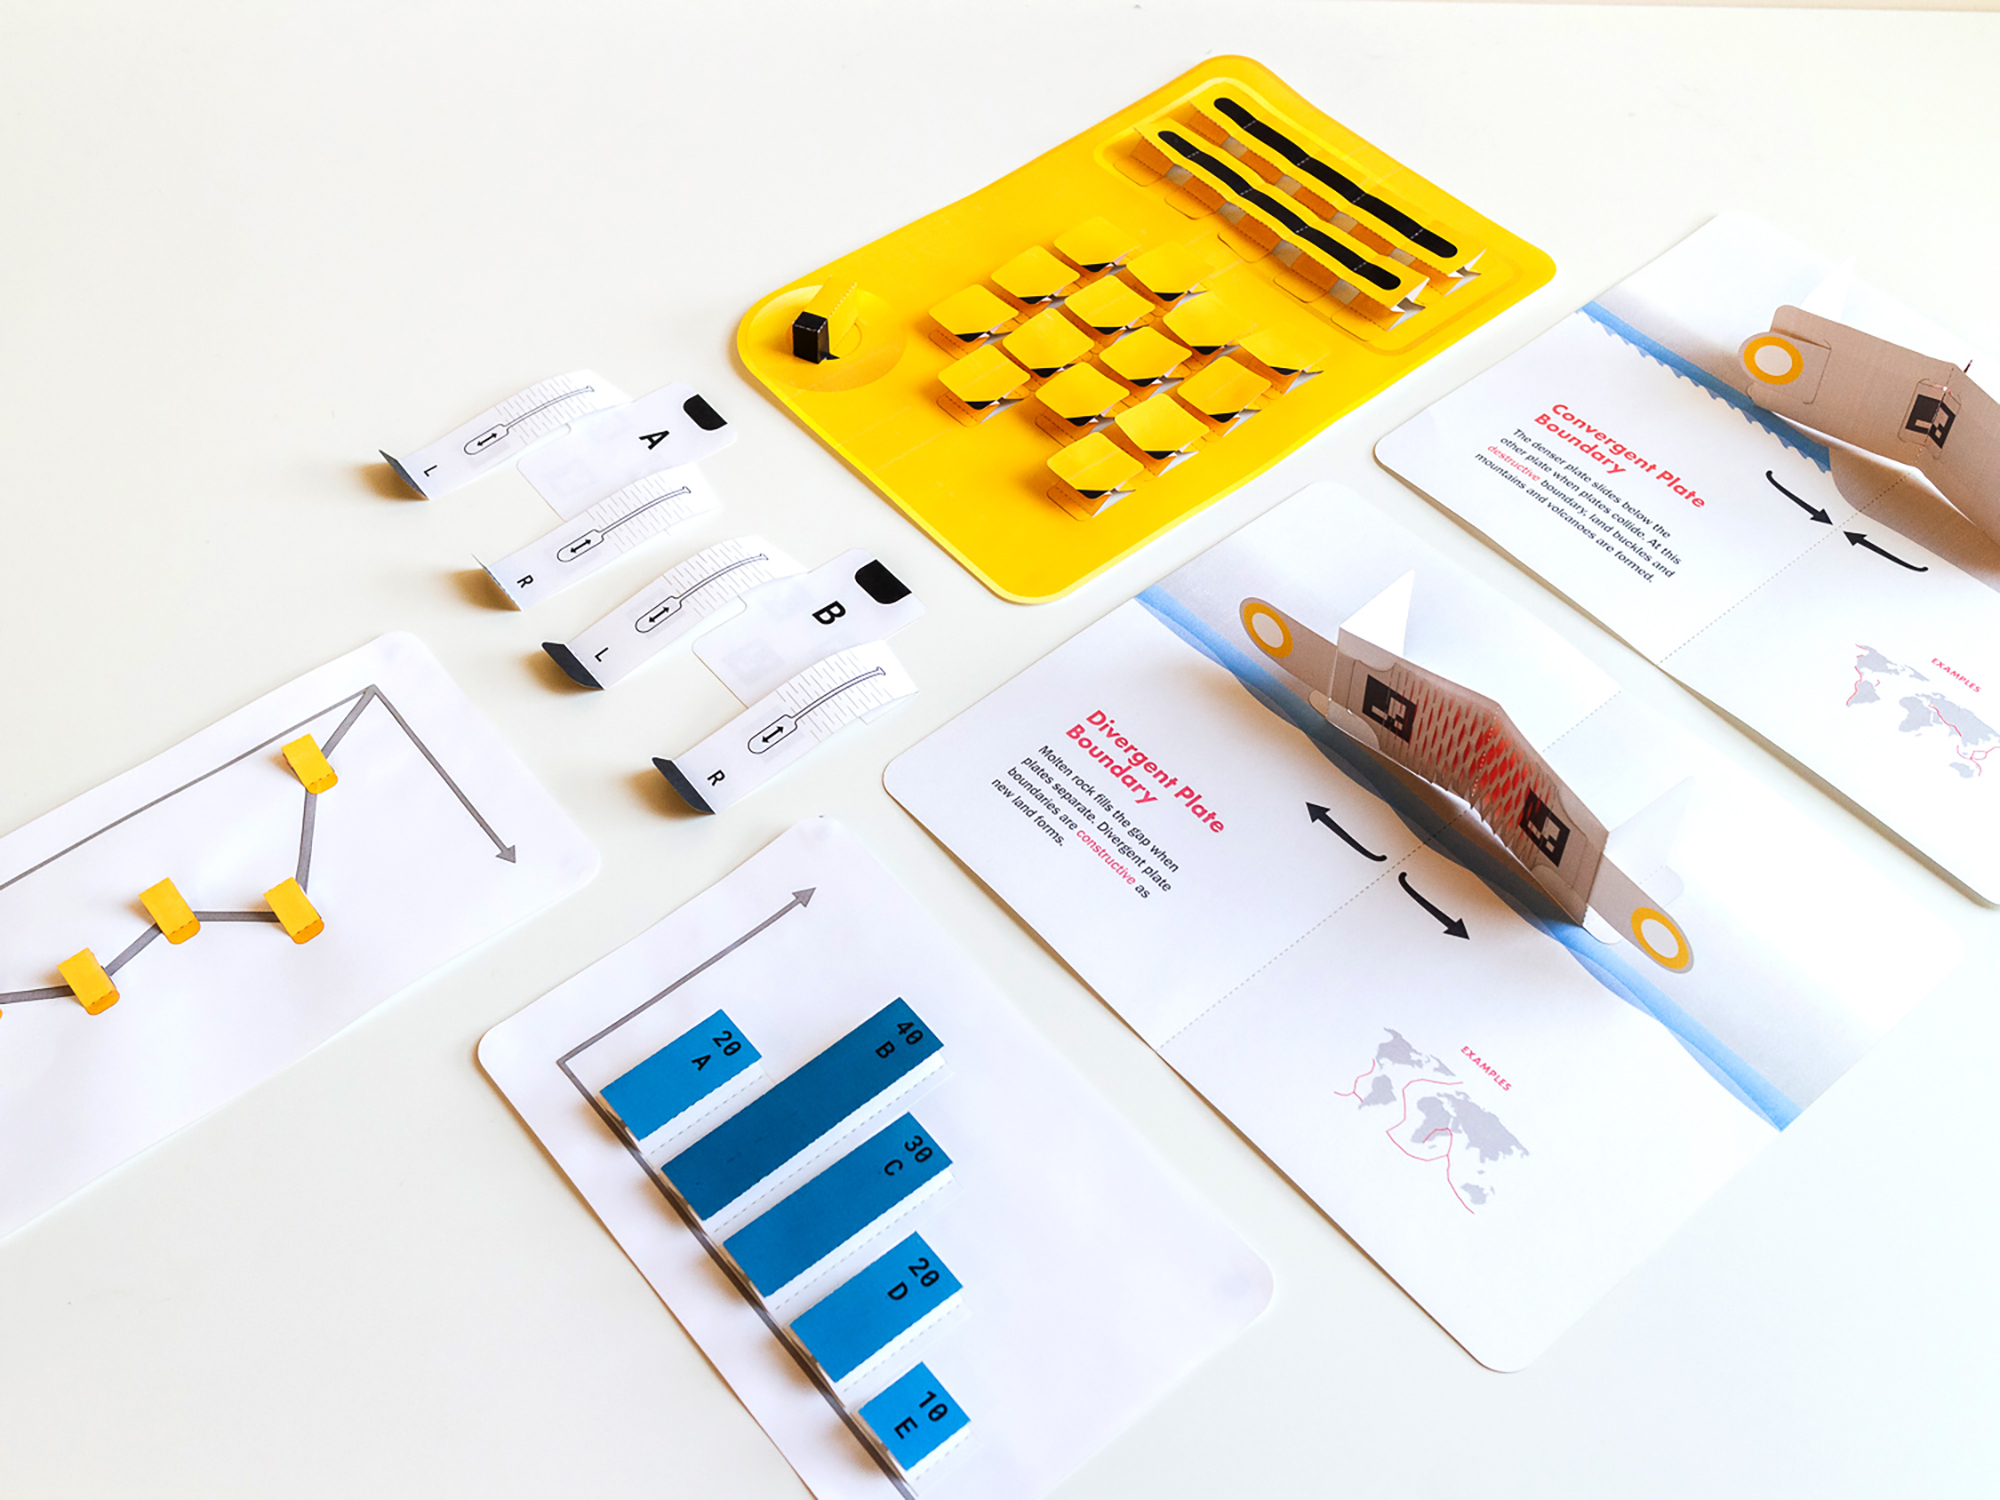 A
L
R
B
L
R
Convergent Plate
Boundary
The denser plate slides below the
other plate when plates collide. At this
destructive boundary, land buckles and
mountains and volcanoes are formed.
EXAMPLES
Divergent Plate
Boundary
Molten rock fills the gap when
plates separate. Divergent plate
boundaries are constructive as
new land forms.
EXAMPLES
20
A
40
B
30
C
20
D
10
E